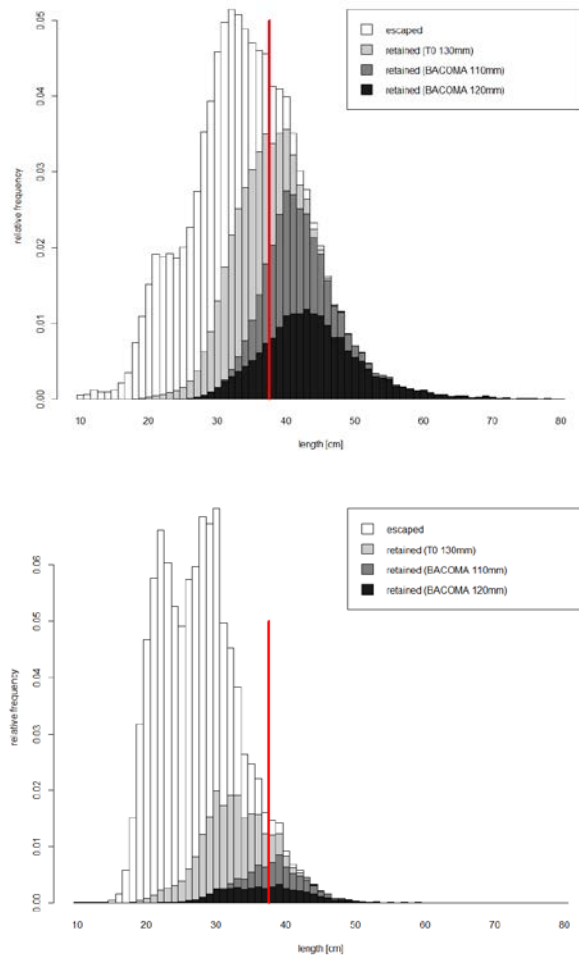 escaped
retained (T0 130mm)
retained (BACOMA 110mm)
retained (BACOMA 120mm)
relative frequency
0.05
0.04
0.03
0.02
0.01
0.00
10 20 30 40 50 60 70 80
length [cm]
escaped
retained (T0 130mm)
retained (BACOMA 110mm)
retained (BACOMA 120mm)
relative frequency
0.06
0.05
0.04
0.03
0.02
0.01
0.00
10 20 30 40 50 60 70 80
length [cm]